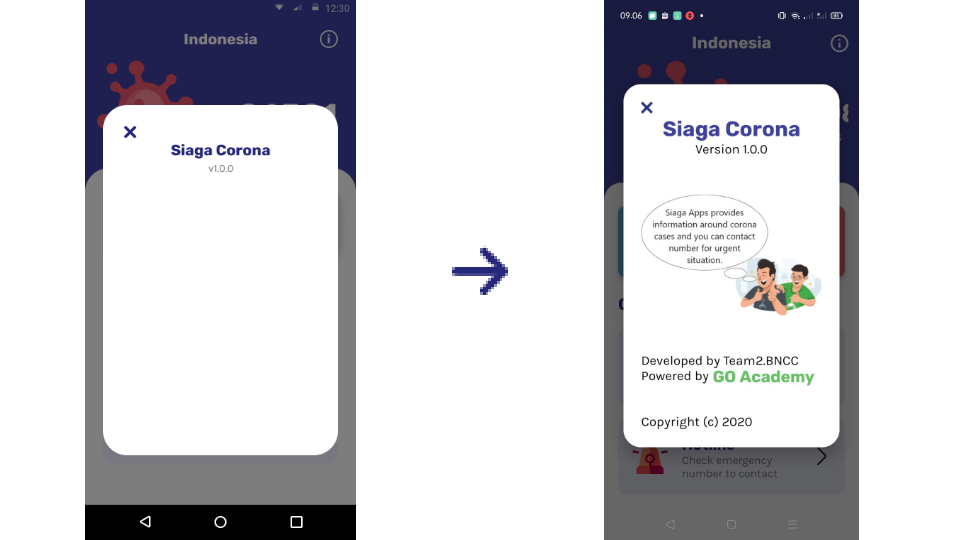 12:30
Indonesia
Siaga Corona
v1.0.0
09.06
Indonesia
Siaga Corona
Version 1.0.0
Siaga Apps provides
information around corona
cases and you can contact
number for urgent
situation.
Developed by Team2.BNCC
Powered by GO Academy
Copyright (c) 2020
Hotline
Check emergency
number to contact